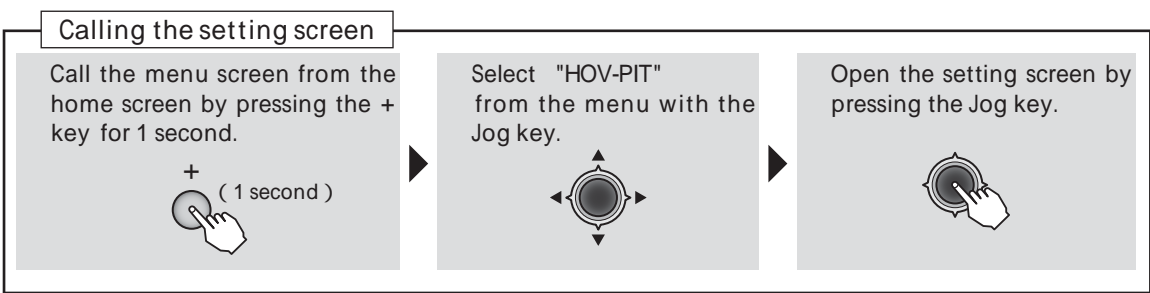 Calling the setting screen
Call the menu screen from the
home screen by pressing the +
key for 1 second.
+
( 1 second )
Select "HOV-PIT"
from the menu with the
Jog key.
Open the setting screen by
pressing the Jog key.